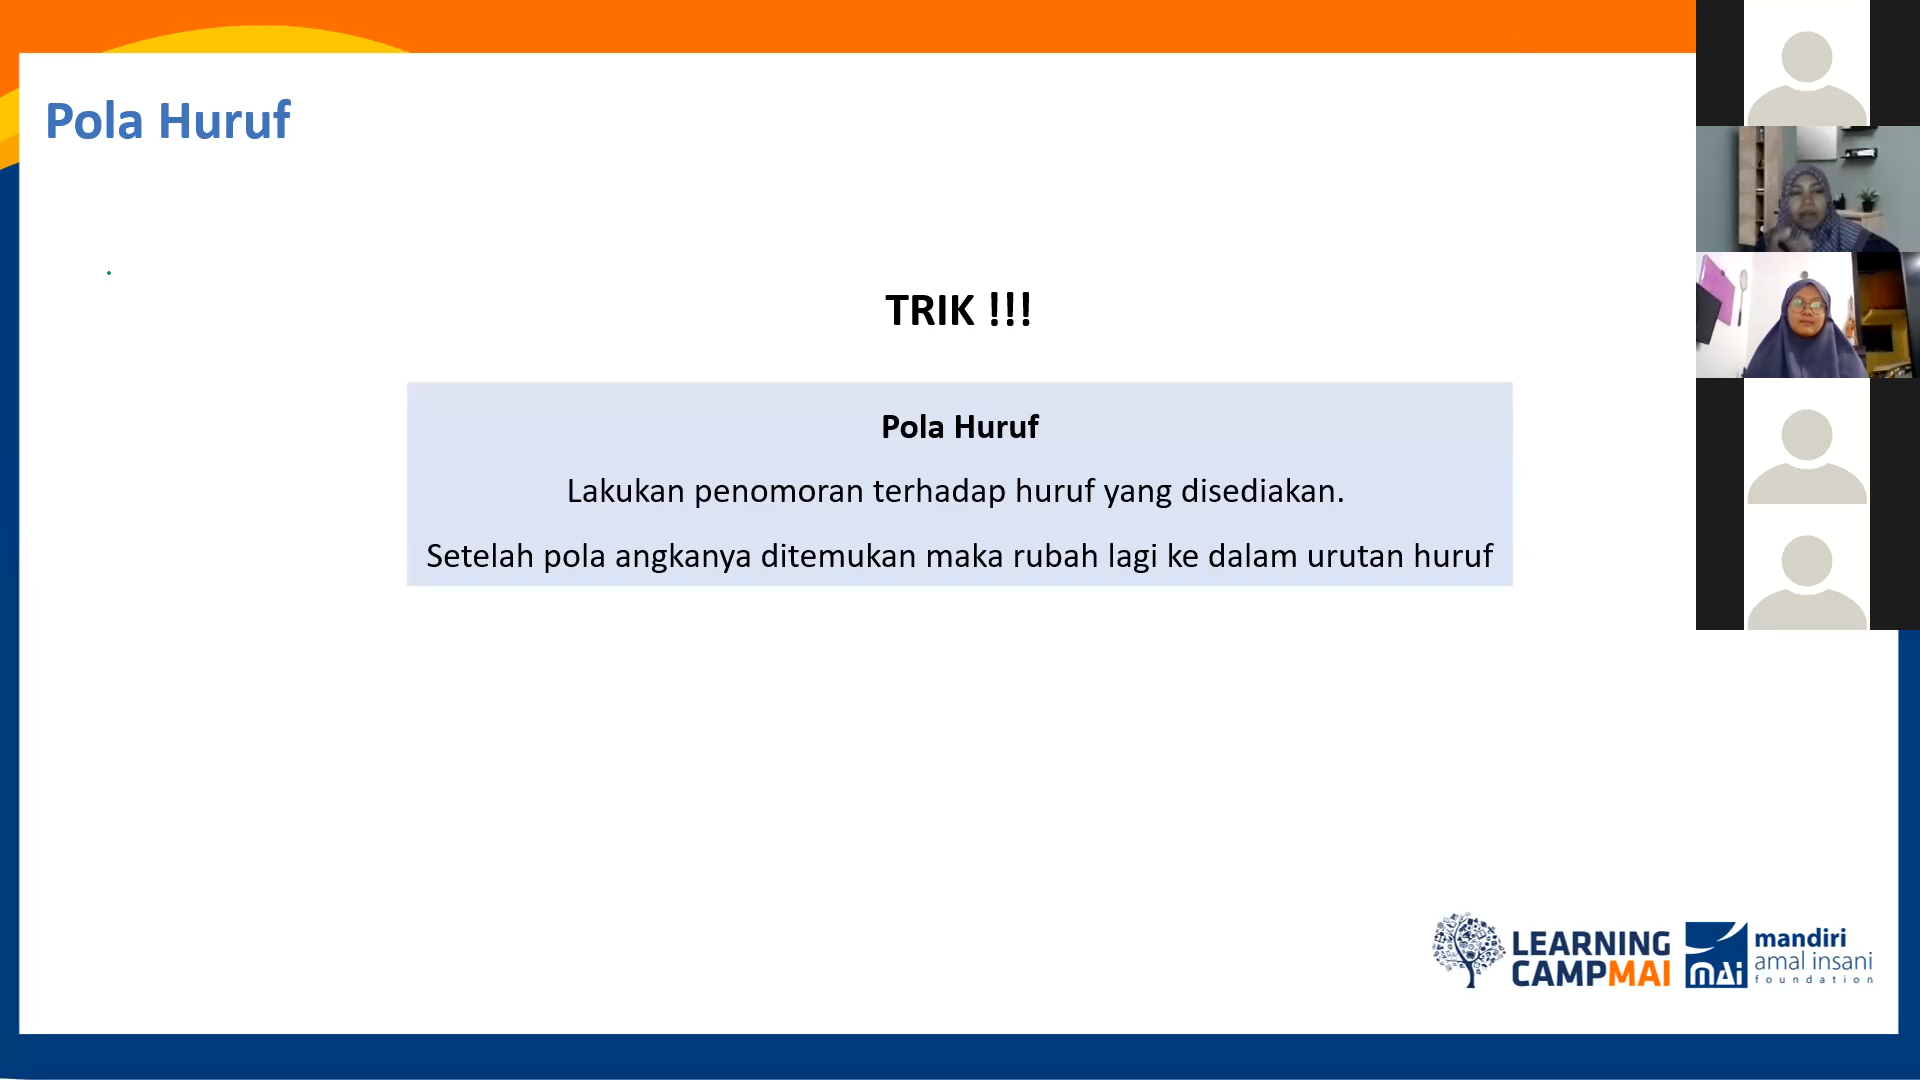 Pola Huruf
TRIK !!!
Pola Huruf
Lakukan penomoran terhadap huruf yang disediakan.
Setelah pola angkanya ditemukan maka rubah lagi ke dalam urutan huruf
LEARNING
CAMPMAI
mAi
mandiri
amal insani
foundation